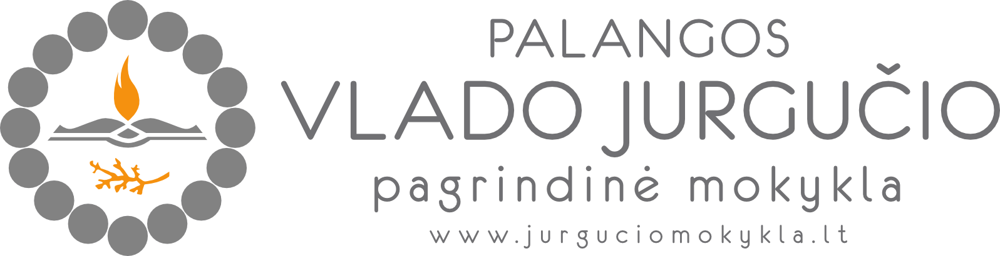 PALANGOS
VLADO JURGUČIO
pagrindinė mokykla
www.jurguciomokykla.lt